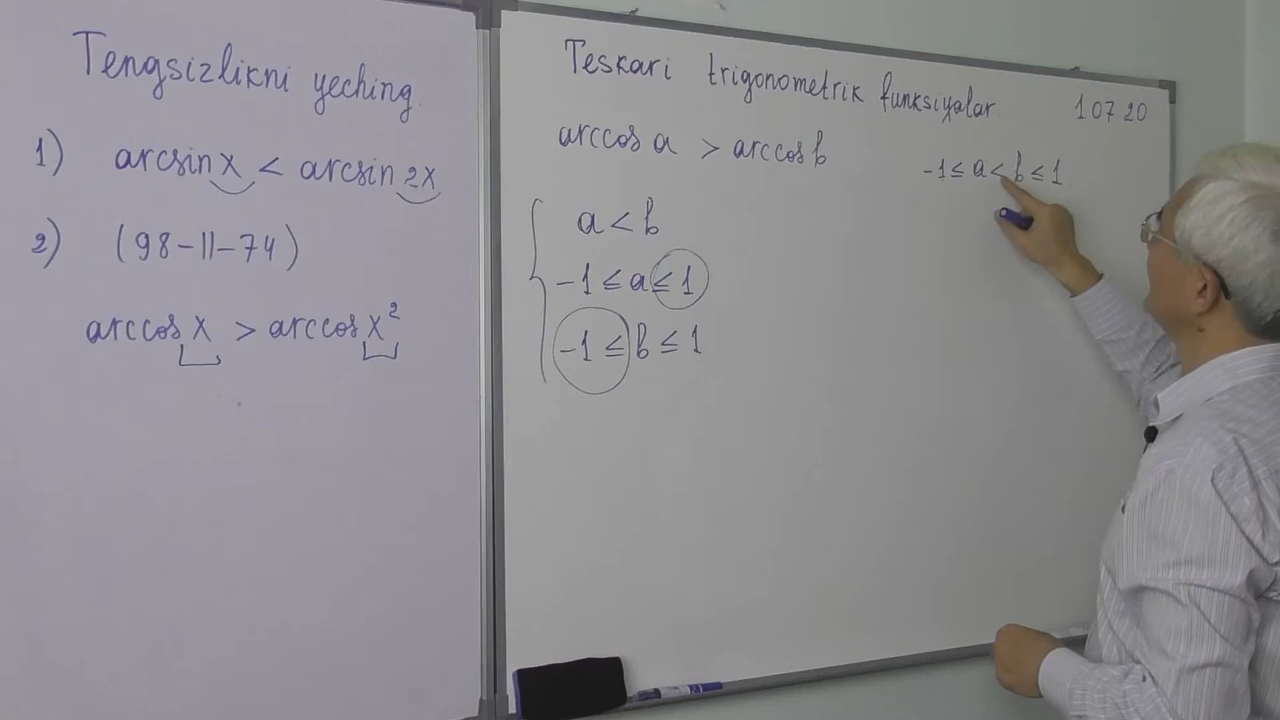 Tengsizlikni yeching.
1) arcsin x < arcsin 2x
2) (98-11-74)
arccos x > arccos x²
Teskari trigonometrik funksiyalar.
1 07 20
arccos a > arccos b
-1 ≤ a < b ≤ 1
a < b
-1 ≤ a ≤ 1
-1 ≤ b ≤ 1